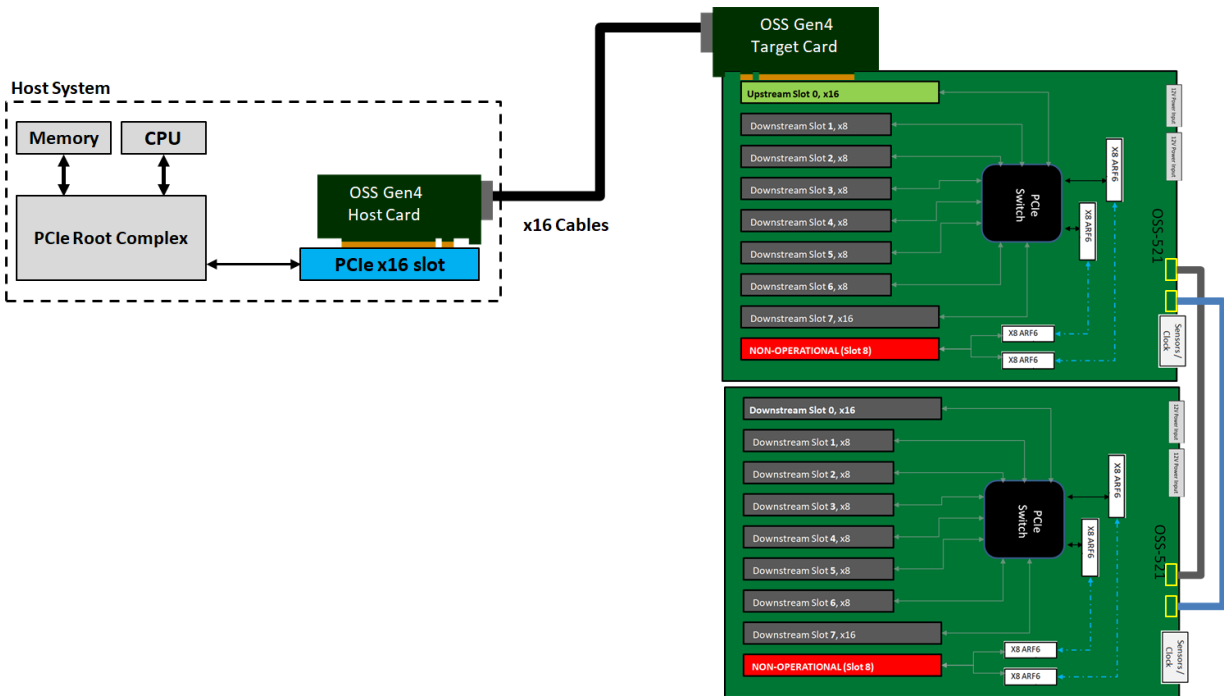 OSS Gen4
Target Card
Host System
Memory
CPU
PCIe Root Complex
OSS Gen4
Host Card
PCIe x16 slot
x16 Cables
Upstream Slot 0, x16
Downstream Slot 1, x8
Downstream Slot 2, x8
Downstream Slot 3, x8
Downstream Slot 4, x8
Downstream Slot 5, x8
Downstream Slot 6, x8
Downstream Slot 7, x16
NON-OPERATIONAL (Slot 8)
PCIe
Switch
X8 ARF6
X8 ARF6
X8 ARF6
X8 ARF6
12V Power Input
12V Power Input
OSS-521
Sensors /
Clock
Downstream Slot 0, x16
Downstream Slot 1, x8
Downstream Slot 2, x8
Downstream Slot 3, x8
Downstream Slot 4, x8
Downstream Slot 5, x8
Downstream Slot 6, x8
Downstream Slot 7, x16
NON-OPERATIONAL (Slot 8)
PCIe
Switch
X8 ARF6
X8 ARF6
X8 ARF6
X8 ARF6
12V Power Input
12V Power Input
OSS-521
Sensors /
Clock